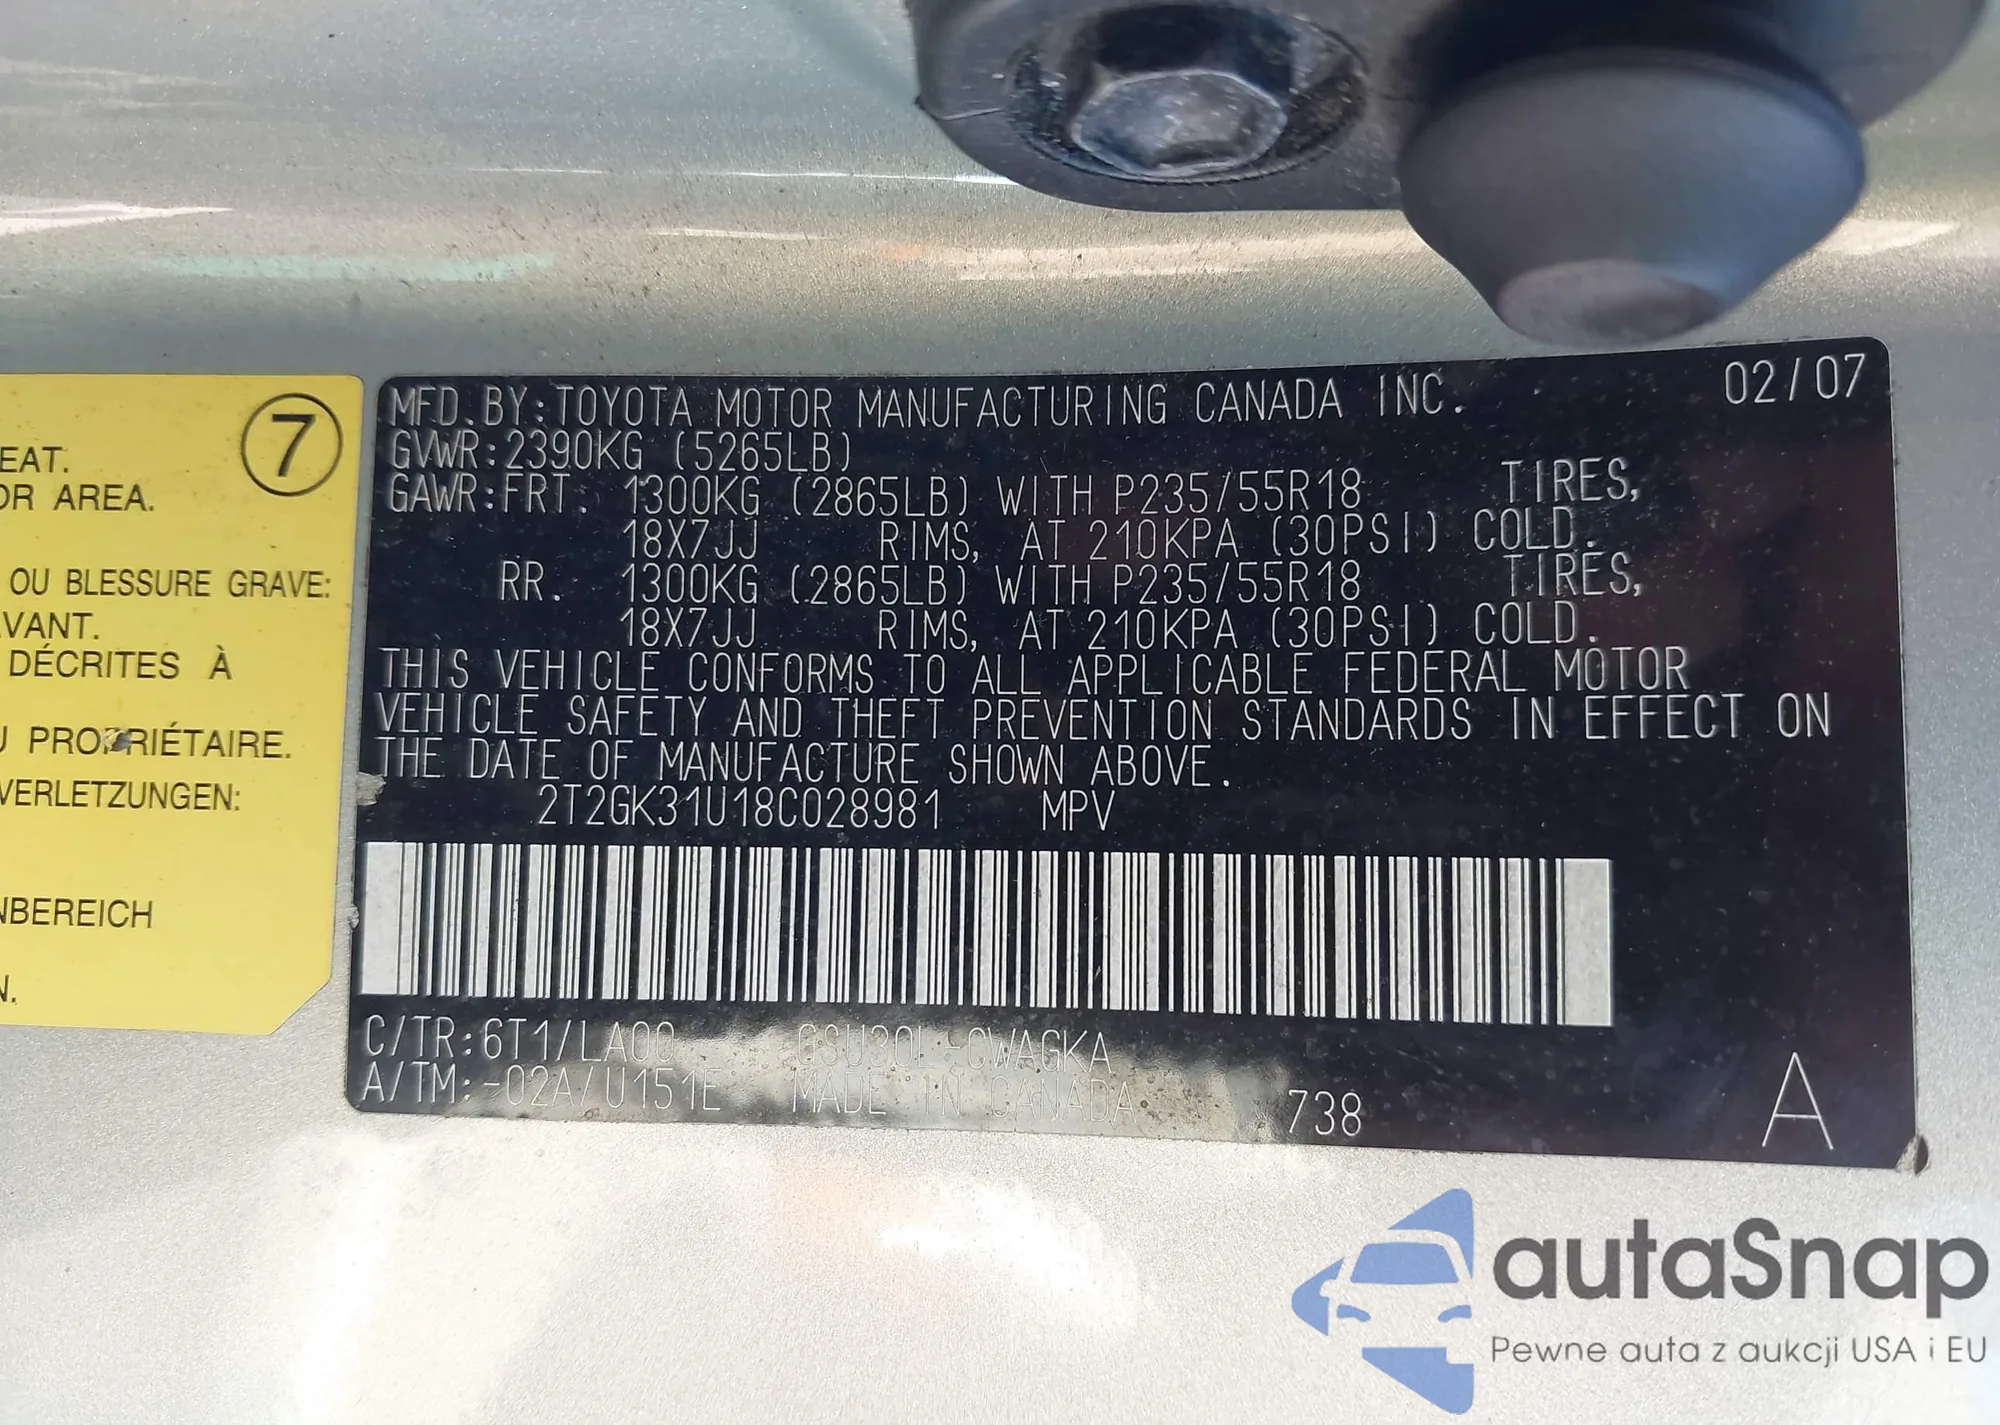 7
EAT.
OR AREA.
OU BLESSURE GRAVE:
AVANT.
DÉCRITES À
U PROPRIÉTAIRE.
VERLETZUNGEN:
NBEREICH
N.
MFD.BY:TOYOTA MOTOR MANUFACTURING CANADA INC. 02/07
GVWR:2390KG (5265LB)
GAWR:FRT. 1300KG (2865LB) WITH P235/55R18 TIRES,
18X7JJ RIMS, AT 210KPA (30PSI) COLD.
RR. 1300KG (2865LB) WITH P235/55R18 TIRES,
18X7JJ RIMS, AT 210KPA (30PSI) COLD.
THIS VEHICLE CONFORMS TO ALL APPLICABLE FEDERAL MOTOR
VEHICLE SAFETY AND THEFT PREVENTION STANDARDS IN EFFECT ON
THE DATE OF MANUFACTURE SHOWN ABOVE.
2T2GK31U18C028981 MPV
C/TR:6T1/LA00 GSU30L-CWAGKA
A/TM:-02A/U151E MADE IN CANADA 738 A
autaSnap
Pewne auta z aukcji USA i EU